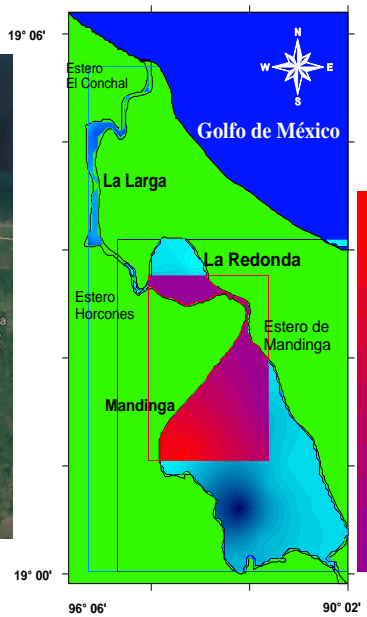 19° 06'
N
W E
S
Estero
El Conchal
Golfo de México
La Larga
La Redonda
Estero
Horcones
Estero de
Mandinga
a
Mandinga
19° 00'
96° 06' 90° 02'